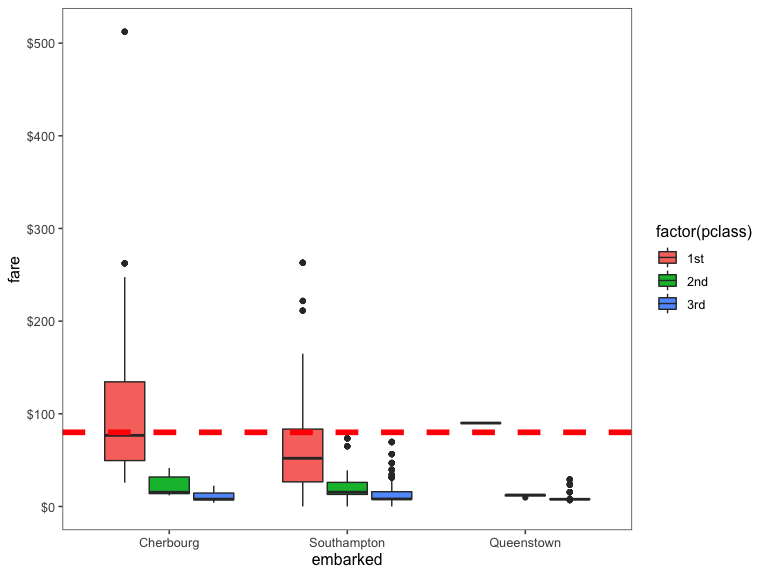 $500
$400
$300
$200
$100
$0
fare
Cherbourg
Southampton
Queenstown
embarked
factor(pclass)
1st
2nd
3rd